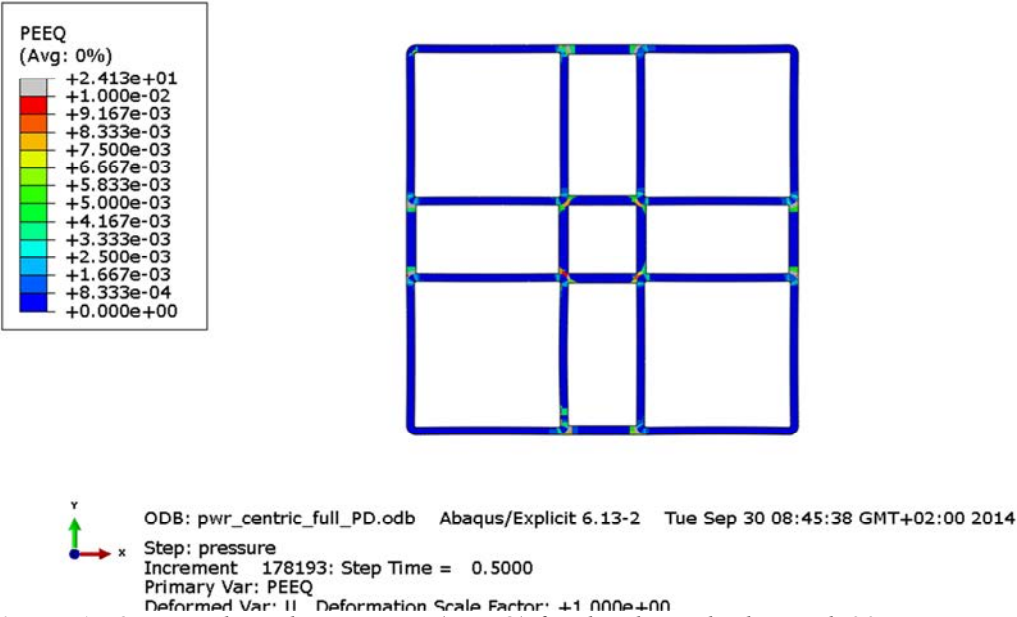 PEEQ
(Avg: 0%)
+2.413e+01
+1.000e-02
+9.167e-03
+8.333e-03
+7.500e-03
+6.667e-03
+5.833e-03
+5.000e-03
+4.167e-03
+3.333e-03
+2.500e-03
+1.667e-03
+8.333e-04
+0.000e+00
Y
X
ODB: pwr_centric_full_PD.odb Abaqus/Explicit 6.13-2 Tue Sep 30 08:45:38 GMT+02:00 2014
Step: pressure
Increment 178193: Step Time = 0.5000
Primary Var: PEEQ
Deformed Var: U Deformation Scale Factor: +1.000e+00